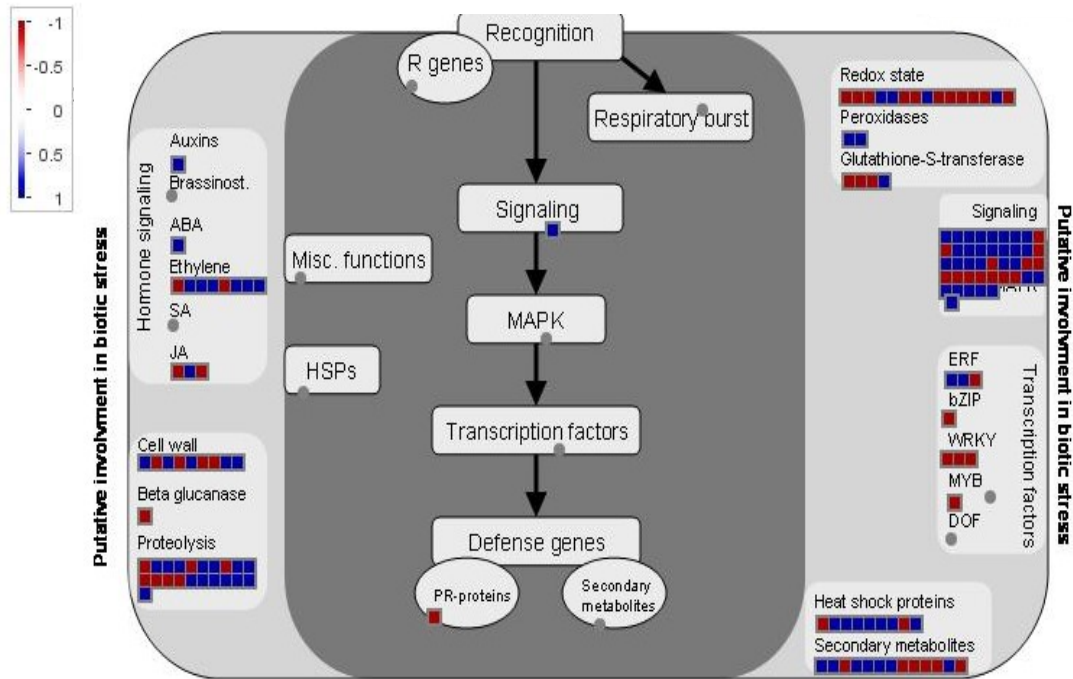 -1
-0.5
0
0.5
1
Putative involvment in biotic stress
Hormone signaling
Auxins
Brassinost.
ABA
Ethylene
SA
JA
Cell wall
Beta glucanase
Proteolysis
Recognition
R genes
Respiratory burst
Signaling
Misc. functions
MAPK
HSPs
Transcription factors
Defense genes
PR-proteins
Secondary
metabolites
Redox state
Peroxidases
Glutathione-S-transferase
Signaling
MAPK
ERF
bZIP
WRKY
MYB
DOF
Transcription factors
Heat shock proteins
Secondary metabolites
Putative involvment in biotic stress